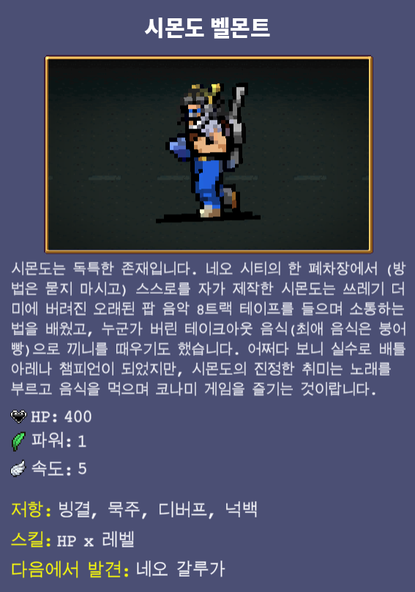 시몬도 벨몬트
시몬도는 독특한 존재입니다. 네오 시티의 한 폐차장에서 (방
법은 묻지 마시고) 스스로를 자가 제작한 시몬도는 쓰레기 더
미에 버려진 오래된 팝 음악 8트랙 테이프를 들으며 소통하는
법을 배웠고, 누군가 버린 테이크아웃 음식(최애 음식은 붕어
빵)으로 끼니를 때우기도 했습니다. 어쩌다 보니 실수로 배틀
아레나 챔피언이 되었지만, 시몬도의 진정한 취미는 노래를
부르고 음식을 먹으며 코나미 게임을 즐기는 것이랍니다.
HP: 400
파워: 1
속도: 5
저항: 빙결, 묵주, 디버프, 넉백
스킬: HP x 레벨
다음에서 발견: 네오 갈루가